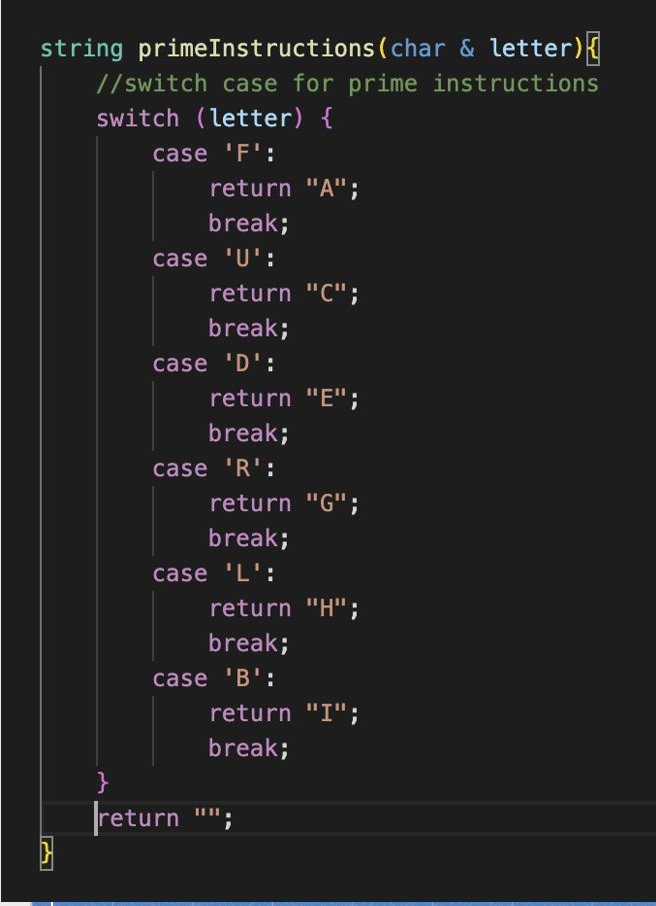 string primeInstructions(char & letter){
    //switch case for prime instructions
    switch (letter) {
        case 'F':
            return "A";
            break;
        case 'U':
            return "C";
            break;
        case 'D':
            return "E";
            break;
        case 'R':
            return "G";
            break;
        case 'L':
            return "H";
            break;
        case 'B':
            return "I";
            break;
    }
    return "";
}